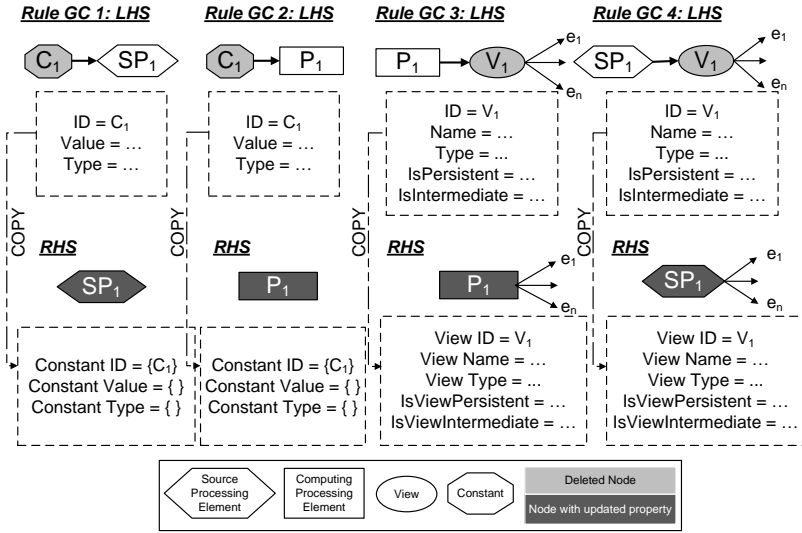 Rule GC 1: LHS
C1
SP1
ID = C1
Value = …
Type = …
COPY
RHS
SP1
Constant ID = {C1}
Constant Value = { }
Constant Type = { }
Rule GC 2: LHS
C1
P1
ID = C1
Value = …
Type = …
COPY
RHS
P1
Constant ID = {C1}
Constant Value = { }
Constant Type = { }
Rule GC 3: LHS
P1
V1
e1
en
ID = V1
Name = …
Type = ...
IsPersistent = …
IsIntermediate = …
COPY
RHS
P1
e1
en
View ID = V1
View Name = …
View Type = ...
IsViewPersistent = …
IsViewIntermediate = …
Rule GC 4: LHS
SP1
V1
e1
en
ID = V1
Name = …
Type = ...
IsPersistent = …
IsIntermediate = …
COPY
RHS
SP1
e1
en
View ID = V1
View Name = …
View Type = ...
IsViewPersistent = …
IsViewIntermediate = …
Source
Processing
Element
Computing
Processing
Element
View
Constant
Deleted Node
Node with updated property